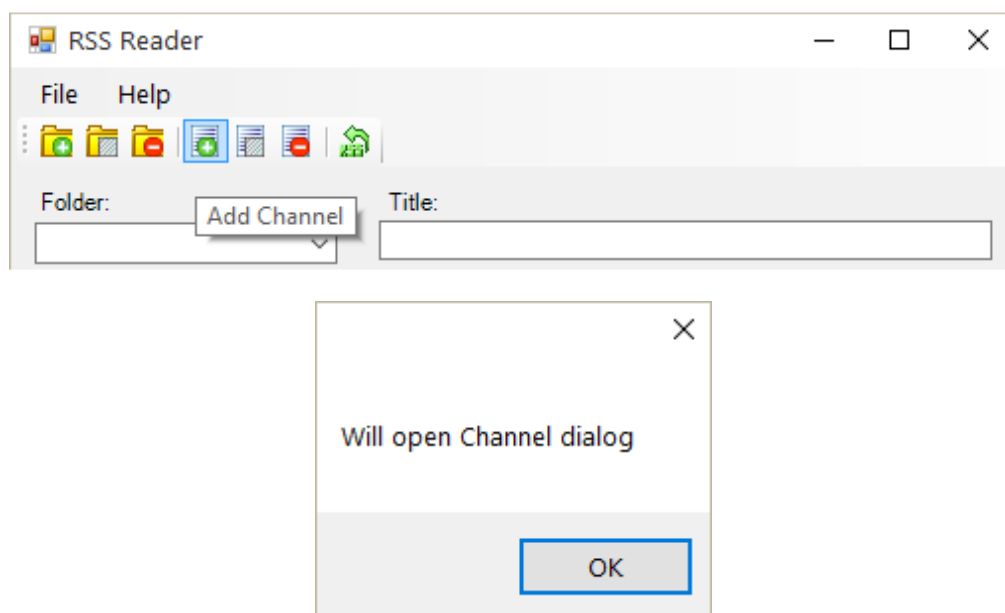 RSS Reader
File Help
Folder:
Add Channel
Title:
Will open Channel dialog
OK